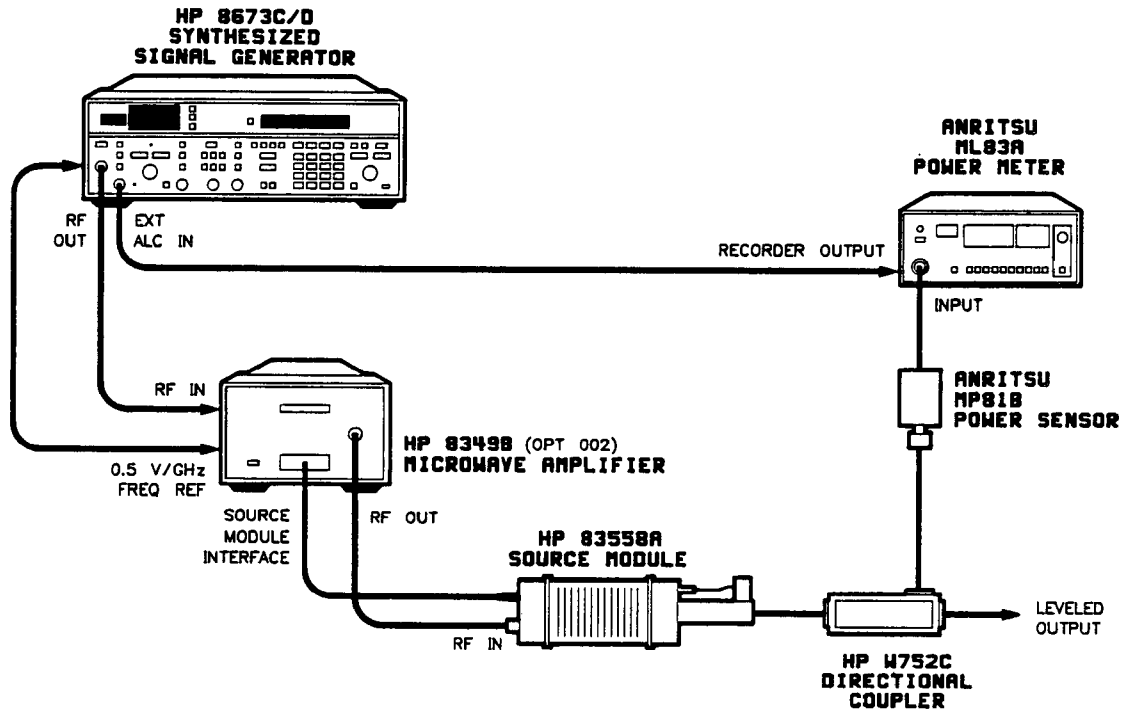 HP 8673C/D
SYNTHESIZED
SIGNAL GENERATOR
ANRITSU
ML83A
POWER METER
RF
OUT
EXT
ALC IN
RECORDER OUTPUT
INPUT
ANRITSU
MP81B
POWER SENSOR
RF IN
0.5 V/GHz
FREQ REF
HP 8349B (OPT 002)
MICROWAVE AMPLIFIER
SOURCE
MODULE
INTERFACE
RF OUT
HP 83558A
SOURCE MODULE
RF IN
LEVELED
OUTPUT
HP W752C
DIRECTIONAL
COUPLER